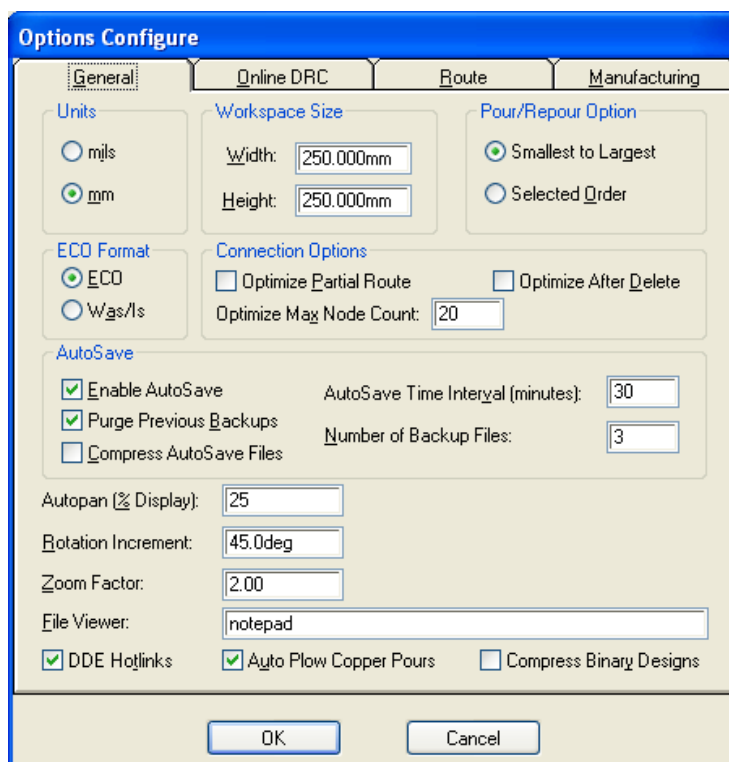 Options Configure
General Online DRC Route Manufacturing
Units Workspace Size Pour/Repour Option
mils Width: 250.000mm Smallest to Largest
mm Height: 250.000mm Selected Order
ECO Format Connection Options
ECO Optimize Partial Route Optimize After Delete
Was/Is Optimize Max Node Count: 20
AutoSave
Enable AutoSave AutoSave Time Interval (minutes): 30
Purge Previous Backups Number of Backup Files: 3
Compress AutoSave Files
Autopan (% Display): 25
Rotation Increment: 45.0deg
Zoom Factor: 2.00
File Viewer: notepad
DDE Hotlinks Auto Plow Copper Pours Compress Binary Designs
OK Cancel